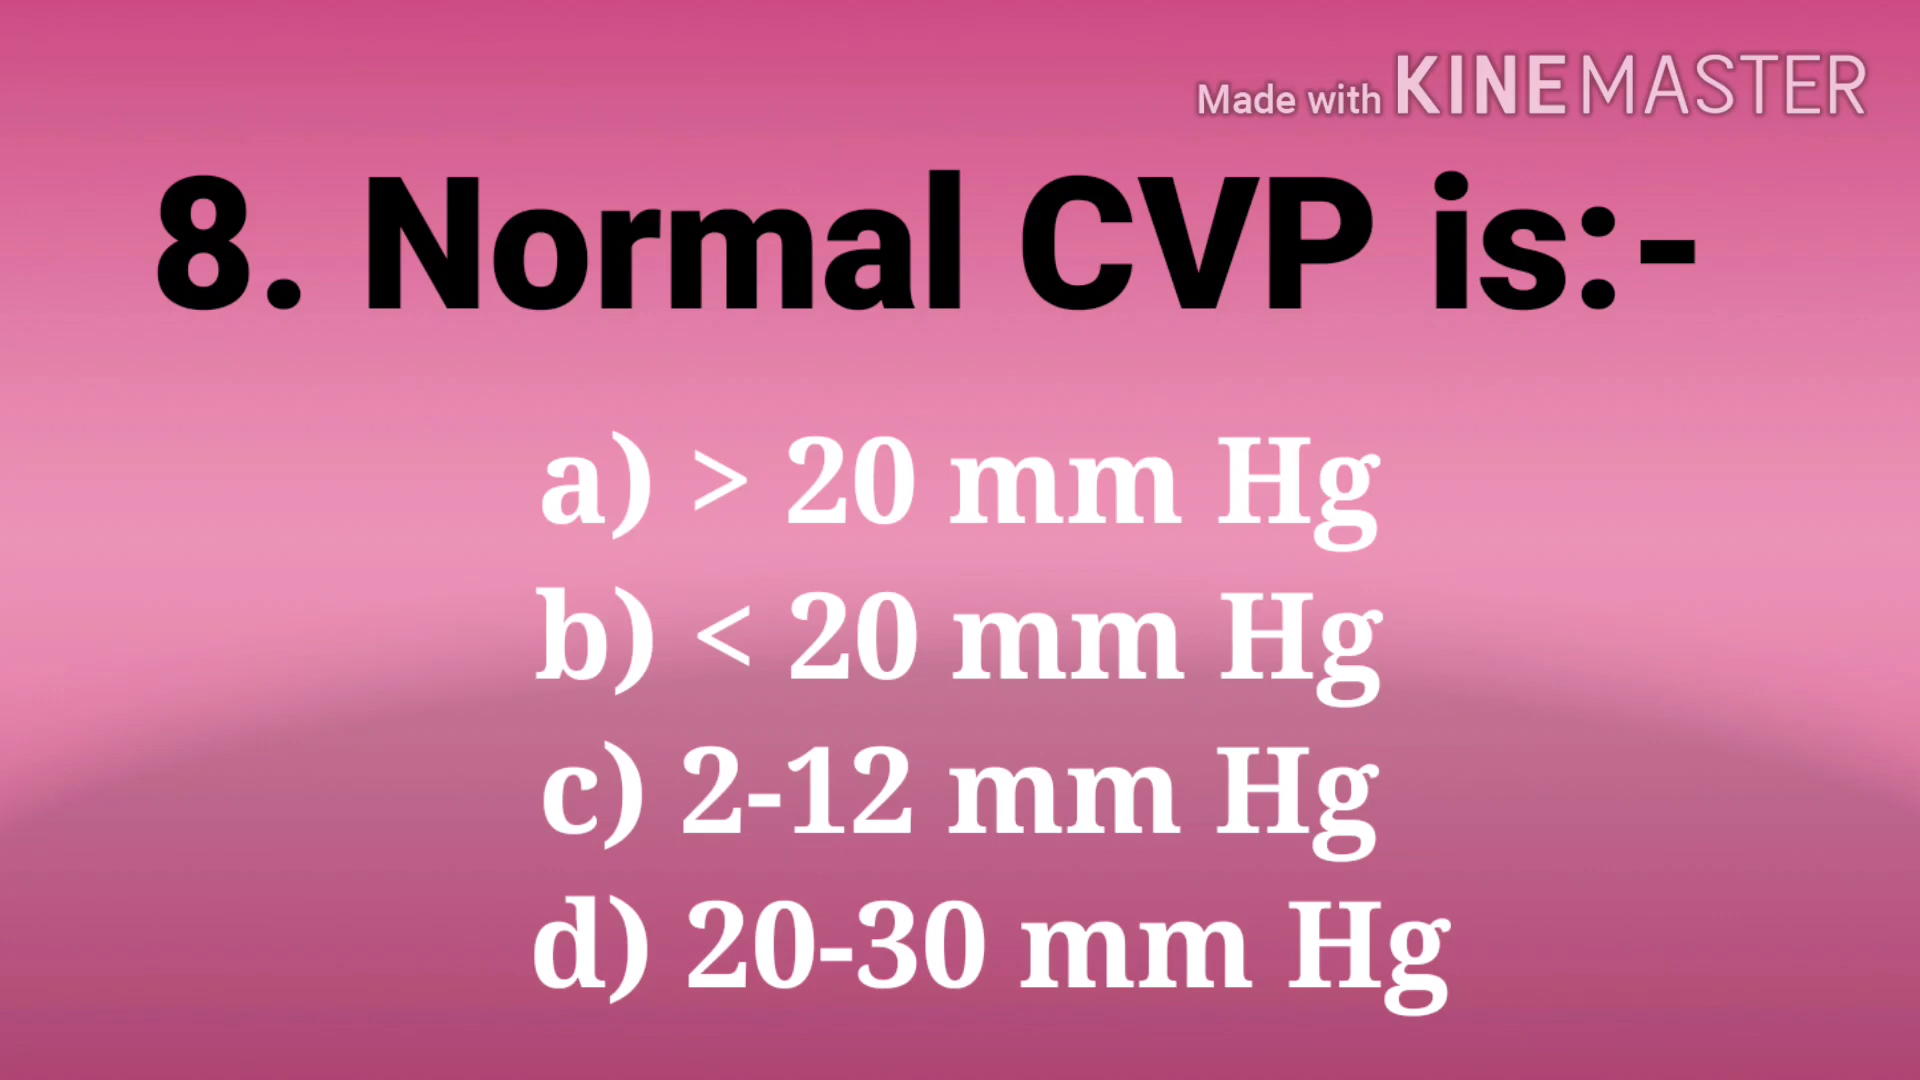 Made with KINEMASTER
8. Normal CVP is:-
a) > 20 mm Hg
b) < 20 mm Hg
c) 2-12 mm Hg
d) 20-30 mm Hg